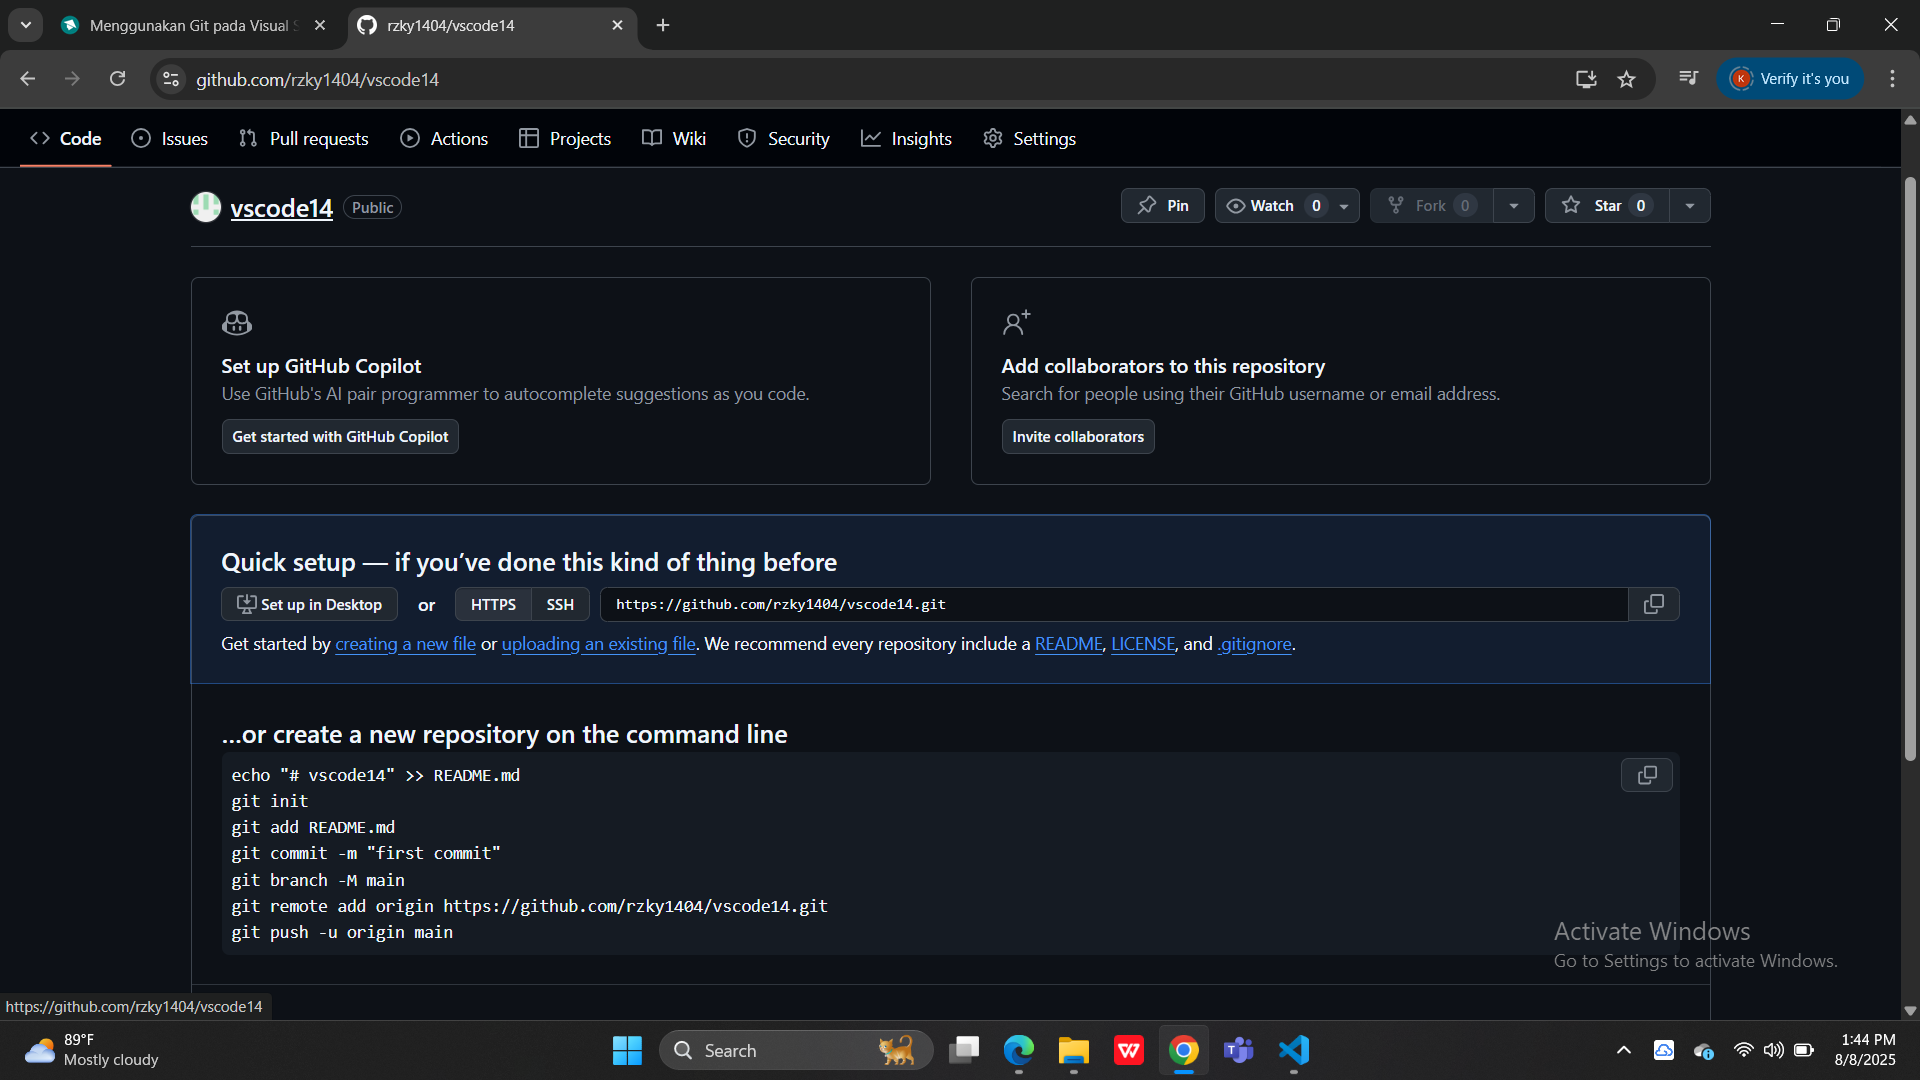 Menggunakan Git pada Visual S
rzky1404/vscode14
github.com/rzky1404/vscode14
K
Verify it's you
Code
Issues
Pull requests
Actions
Projects
Wiki
Security
Insights
Settings
vscode14
Public
Pin
Watch 0
Fork 0
Star 0
Set up GitHub Copilot
Use GitHub's AI pair programmer to autocomplete suggestions as you code.
Get started with GitHub Copilot
Add collaborators to this repository
Search for people using their GitHub username or email address.
Invite collaborators
Quick setup — if you’ve done this kind of thing before
Set up in Desktop or HTTPS SSH https://github.com/rzky1404/vscode14.git
Get started by creating a new file or uploading an existing file. We recommend every repository include a README, LICENSE, and .gitignore.
…or create a new repository on the command line
echo "# vscode14" >> README.md
git init
git add README.md
git commit -m "first commit"
git branch -M main
git remote add origin https://github.com/rzky1404/vscode14.git
git push -u origin main
Activate Windows
Go to Settings to activate Windows.
https://github.com/rzky1404/vscode14
89°F
Mostly cloudy
Search
1:44 PM
8/8/2025